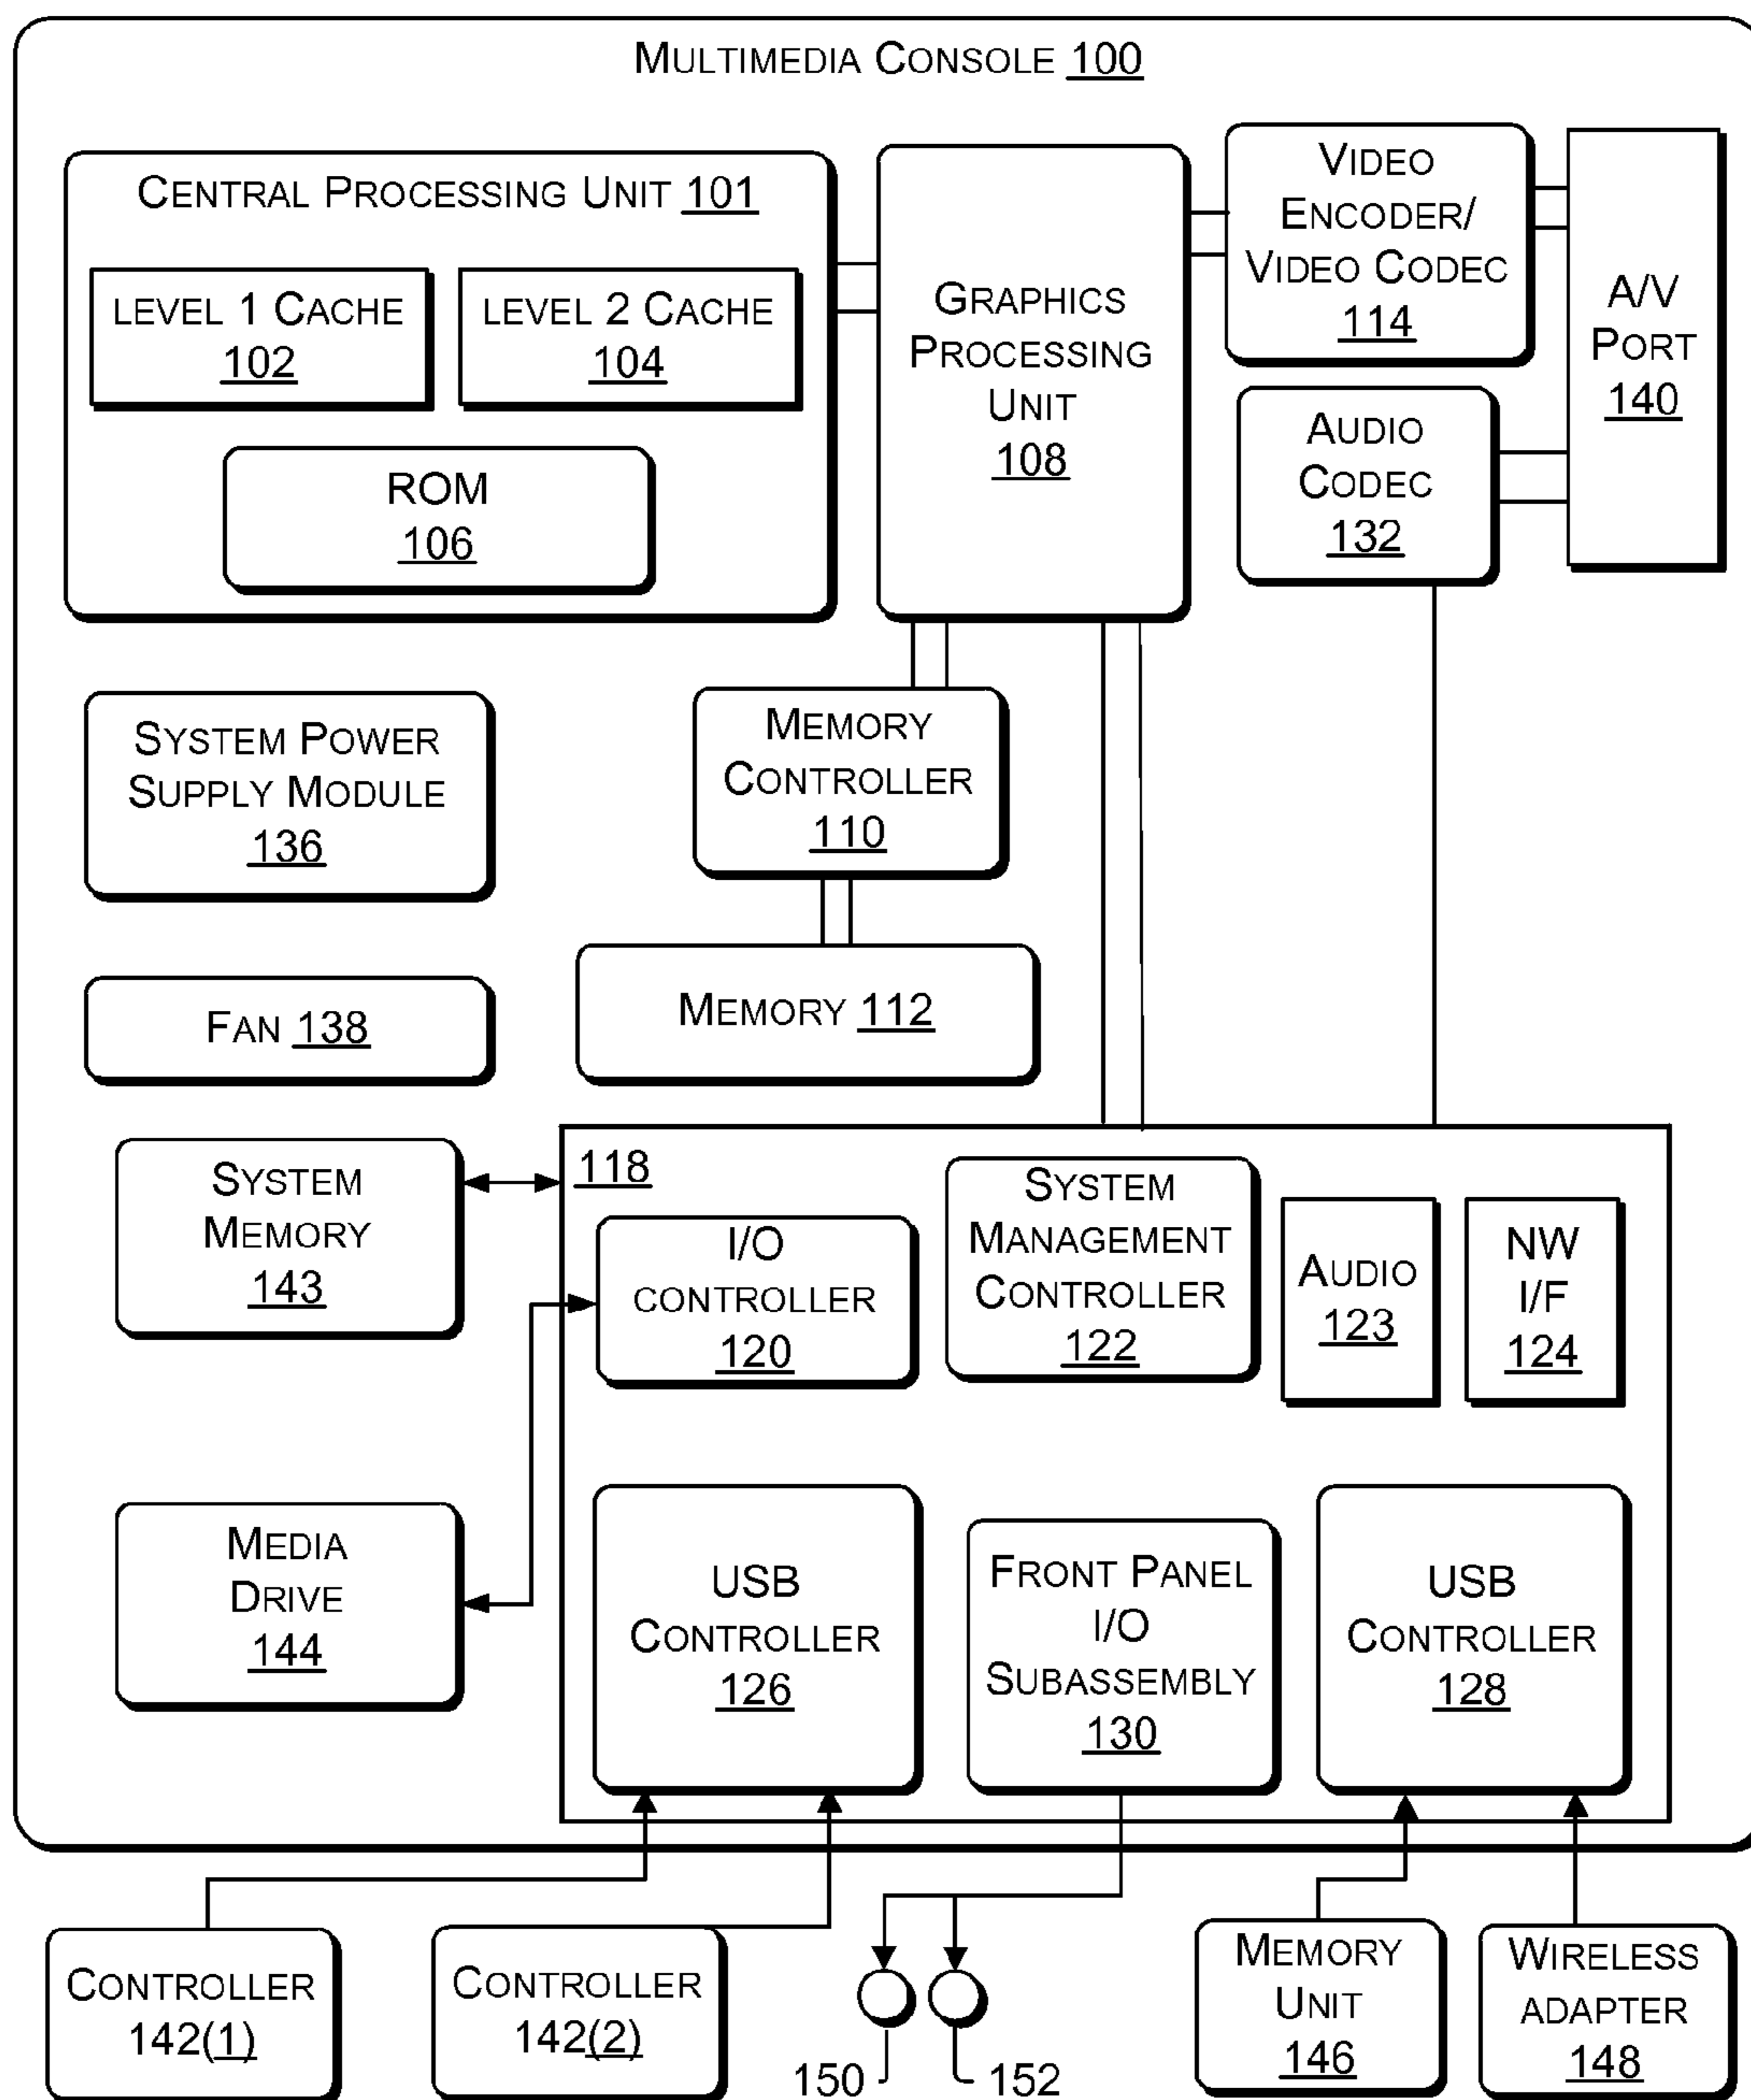 MULTIMEDIA CONSOLE 100
CENTRAL PROCESSING UNIT 101
LEVEL 1 CACHE
102
LEVEL 2 CACHE
104
ROM
106
GRAPHICS
PROCESSING
UNIT
108
VIDEO
ENCODER/
VIDEO CODEC
114
A/V
PORT
140
AUDIO
CODEC
132
SYSTEM POWER
SUPPLY MODULE
136
MEMORY
CONTROLLER
110
FAN 138
MEMORY 112
SYSTEM
MEMORY
143
118
I/O
CONTROLLER
120
SYSTEM
MANAGEMENT
CONTROLLER
122
AUDIO
123
NW
I/F
124
MEDIA
DRIVE
144
USB
CONTROLLER
126
FRONT PANEL
I/O
SUBASSEMBLY
130
USB
CONTROLLER
128
CONTROLLER
142(1)
CONTROLLER
142(2)
150
152
MEMORY
UNIT
146
WIRELESS
ADAPTER
148